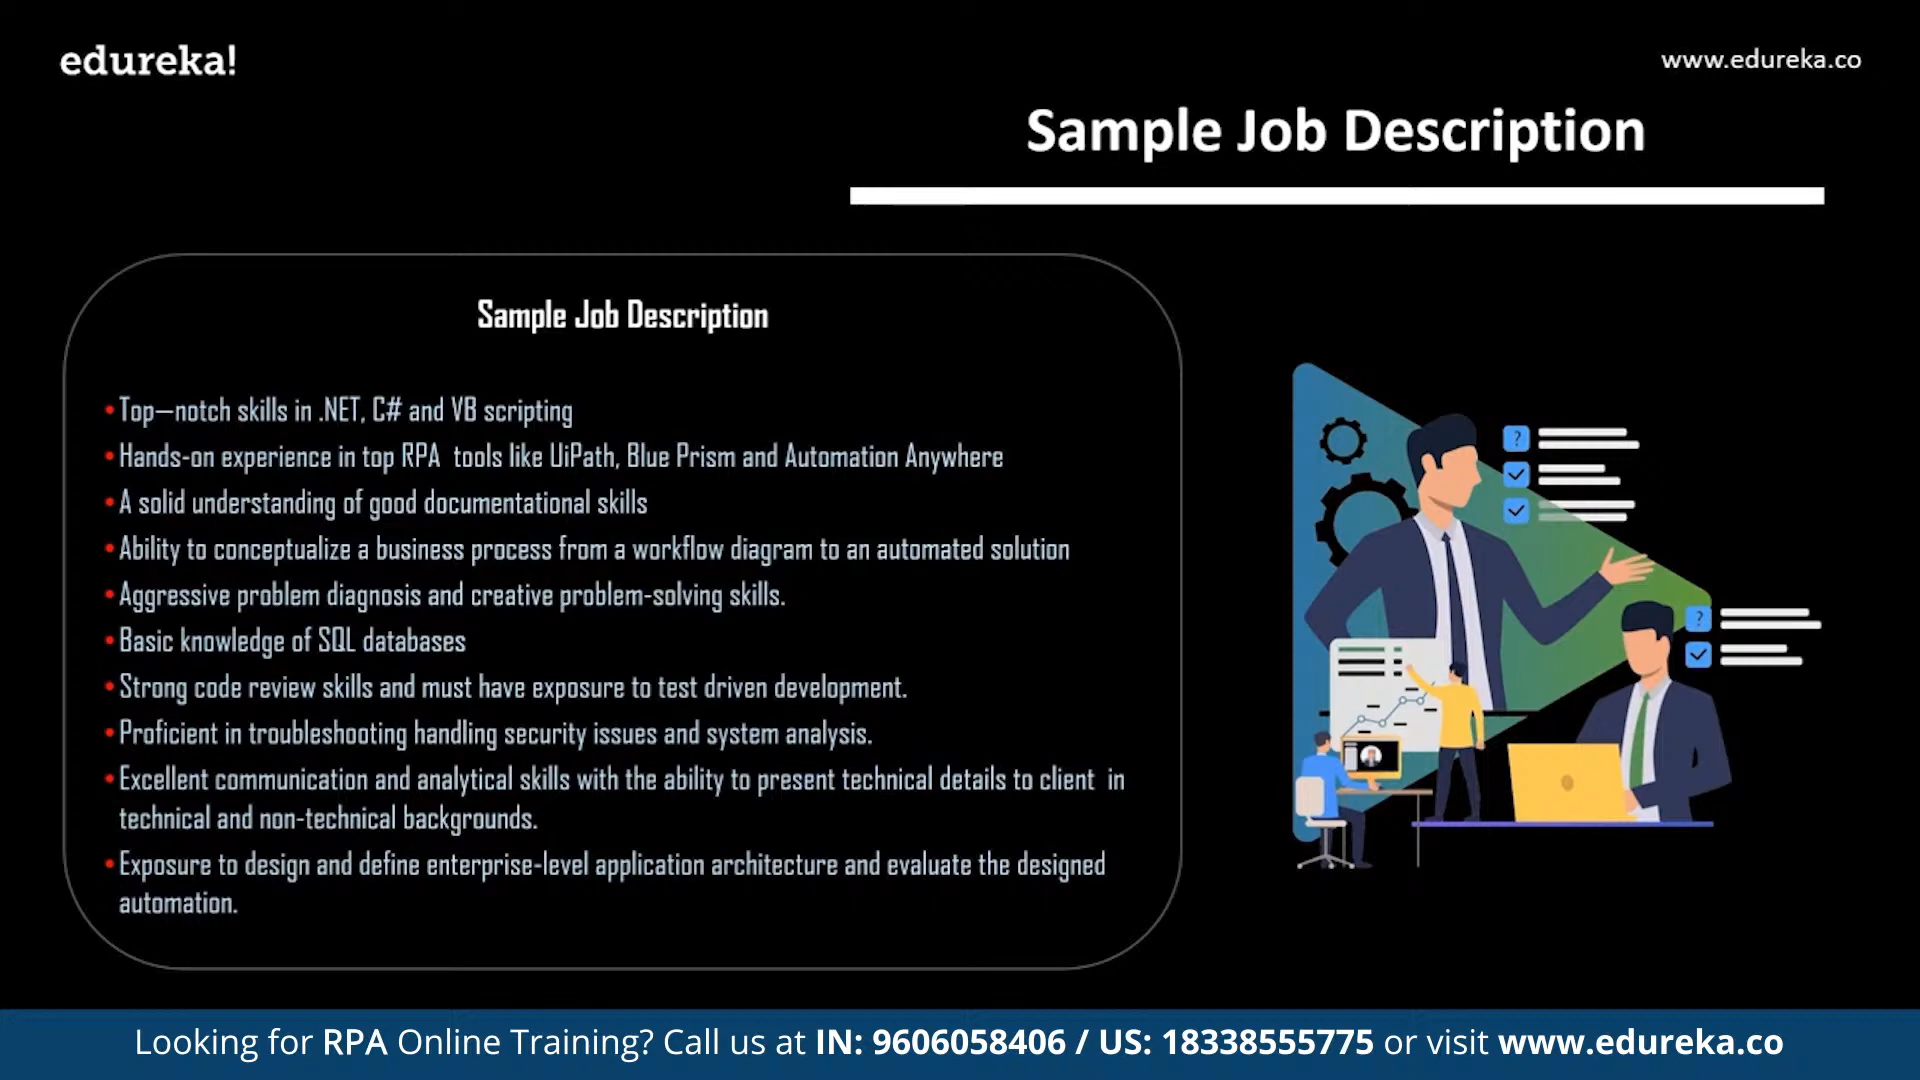 edureka!
www.edureka.co
Sample Job Description
Sample Job Description
•Top—notch skills in .NET, C# and VB scripting
•Hands-on experience in top RPA  tools like UiPath, Blue Prism and Automation Anywhere
•A solid understanding of good documentational skills
•Ability to conceptualize a business process from a workflow diagram to an automated solution
•Aggressive problem diagnosis and creative problem-solving skills.
•Basic knowledge of SQL databases
•Strong code review skills and must have exposure to test driven development.
•Proficient in troubleshooting handling security issues and system analysis.
•Excellent communication and analytical skills with the ability to present technical details to client  in
technical and non-technical backgrounds.
•Exposure to design and define enterprise-level application architecture and evaluate the designed
automation.
?
?
Looking for RPA Online Training? Call us at IN: 9606058406 / US: 18338555775 or visit www.edureka.co